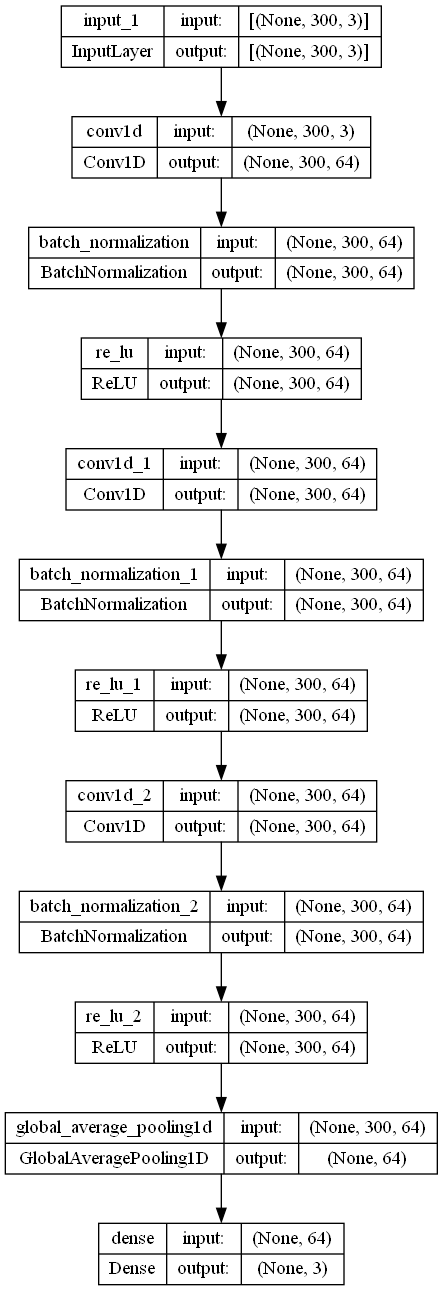 input_1 input: [(None, 300, 3)]
InputLayer output: [(None, 300, 3)]
conv1d input: (None, 300, 3)
Conv1D output: (None, 300, 64)
batch_normalization input: (None, 300, 64)
BatchNormalization output: (None, 300, 64)
re_lu input: (None, 300, 64)
ReLU output: (None, 300, 64)
conv1d_1 input: (None, 300, 64)
Conv1D output: (None, 300, 64)
batch_normalization_1 input: (None, 300, 64)
BatchNormalization output: (None, 300, 64)
re_lu_1 input: (None, 300, 64)
ReLU output: (None, 300, 64)
conv1d_2 input: (None, 300, 64)
Conv1D output: (None, 300, 64)
batch_normalization_2 input: (None, 300, 64)
BatchNormalization output: (None, 300, 64)
re_lu_2 input: (None, 300, 64)
ReLU output: (None, 300, 64)
global_average_pooling1d input: (None, 300, 64)
GlobalAveragePooling1D output: (None, 64)
dense input: (None, 64)
Dense output: (None, 3)